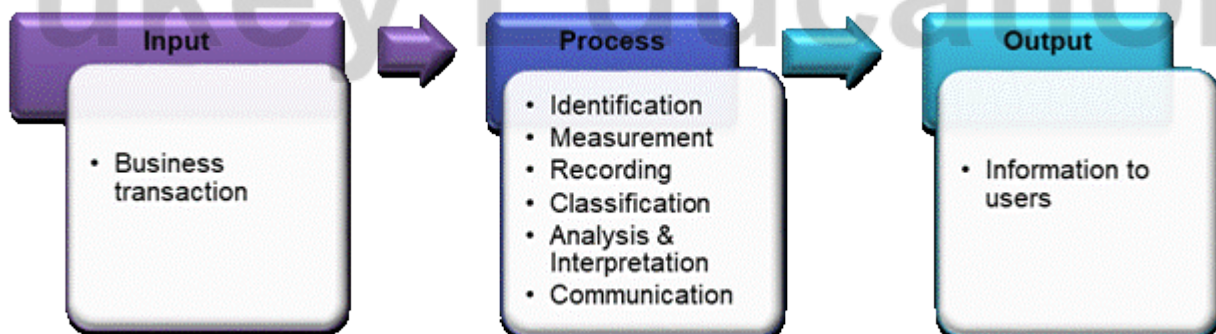 Input
Process
Output
• Business
transaction
• Identification
• Measurement
• Recording
• Classification
• Analysis &
Interpretation
• Communication
• Information to
users